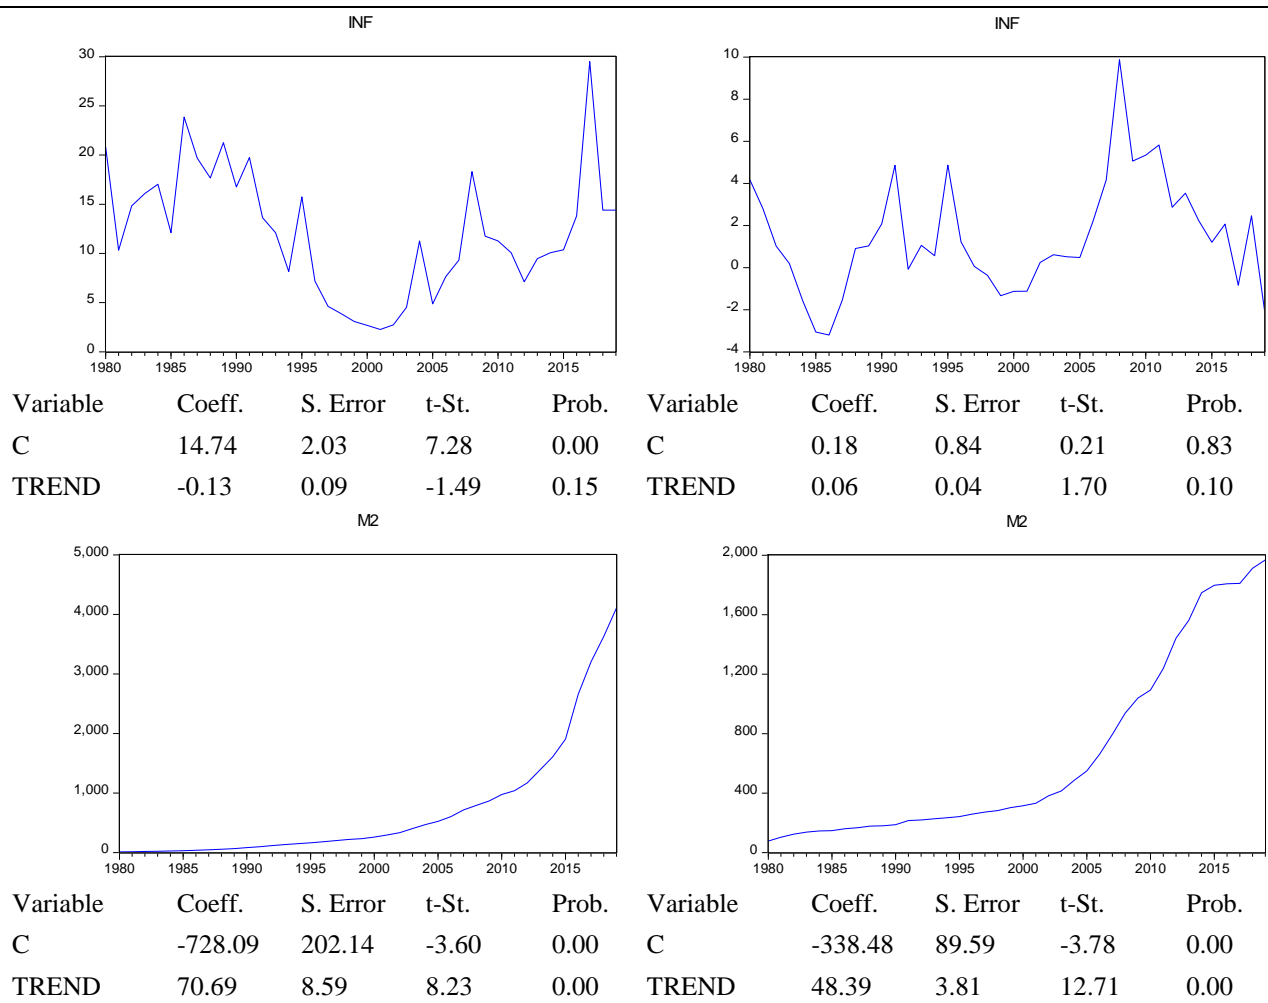 INF
30
25
20
15
10
5
0
1980 1985 1990 1995 2000 2005 2010 2015
Variable Coeff. S. Error t-St. Prob.
C 14.74 2.03 7.28 0.00
TREND -0.13 0.09 -1.49 0.15
INF
10
8
6
4
2
0
-2
-4
1980 1985 1990 1995 2000 2005 2010 2015
Variable Coeff. S. Error t-St. Prob.
C 0.18 0.84 0.21 0.83
TREND 0.06 0.04 1.70 0.10
M2
5,000
4,000
3,000
2,000
1,000
0
1980 1985 1990 1995 2000 2005 2010 2015
Variable Coeff. S. Error t-St. Prob.
C -728.09 202.14 -3.60 0.00
TREND 70.69 8.59 8.23 0.00
M2
2,000
1,600
1,200
800
400
0
1980 1985 1990 1995 2000 2005 2010 2015
Variable Coeff. S. Error t-St. Prob.
C -338.48 89.59 -3.78 0.00
TREND 48.39 3.81 12.71 0.00